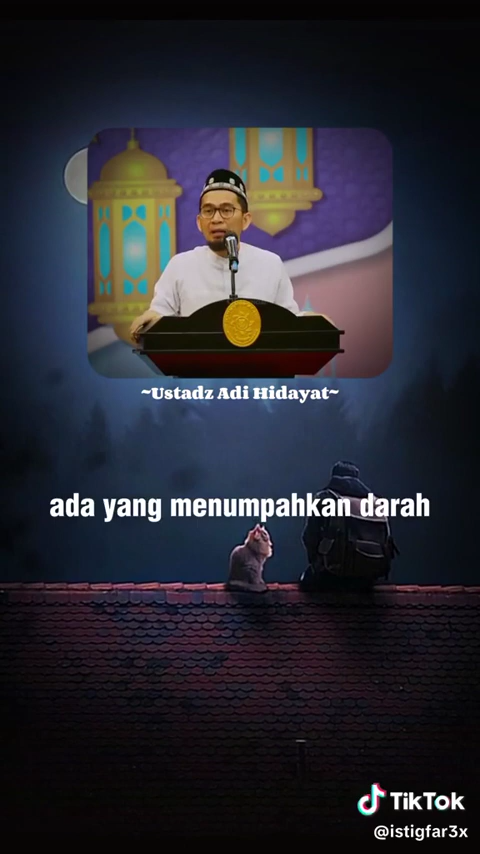 ~Ustadz Adi Hidayat~
ada yang menumpahkan darah
TikTok
@istigfar3x